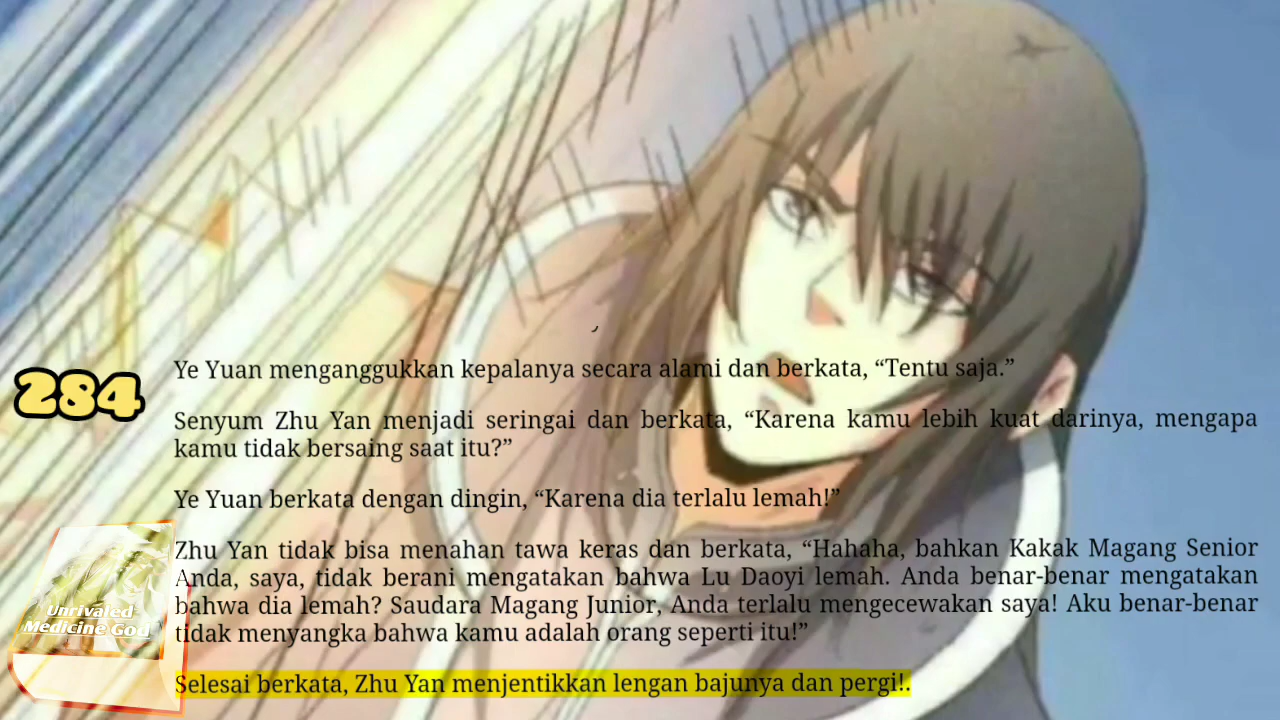 Ye Yuan menganggukkan kepalanya secara alami dan berkata, “Tentu saja.”
284
Senyum Zhu Yan menjadi seringai dan berkata, “Karena kamu lebih kuat darinya, mengapa
kamu tidak bersaing saat itu?”
Ye Yuan berkata dengan dingin, “Karena dia terlalu lemah!”
Zhu Yan tidak bisa menahan tawa keras dan berkata, “Hahaha, bahkan Kakak Magang Senior
Anda, saya, tidak berani mengatakan bahwa Lu Daoyi lemah. Anda benar-benar mengatakan
bahwa dia lemah? Saudara Magang Junior, Anda terlalu mengecewakan saya! Aku benar-benar
tidak menyangka bahwa kamu adalah orang seperti itu!”
Unrivaled
Medicine God
Selesai berkata, Zhu Yan menjentikkan lengan bajunya dan pergi!.